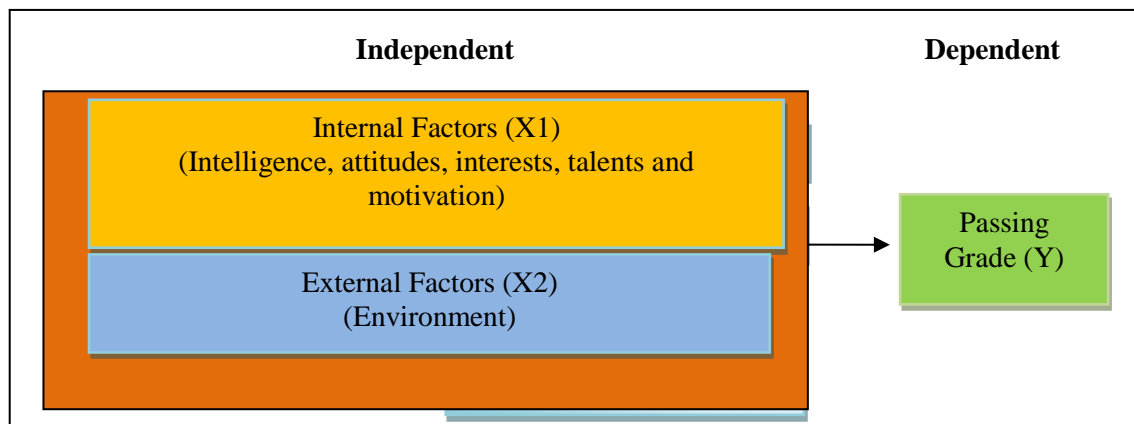 Independent
Dependent
Internal Factors (X1)
(Intelligence, attitudes, interests, talents and
motivation)
External Factors (X2)
(Environment)
Passing
Grade (Y)